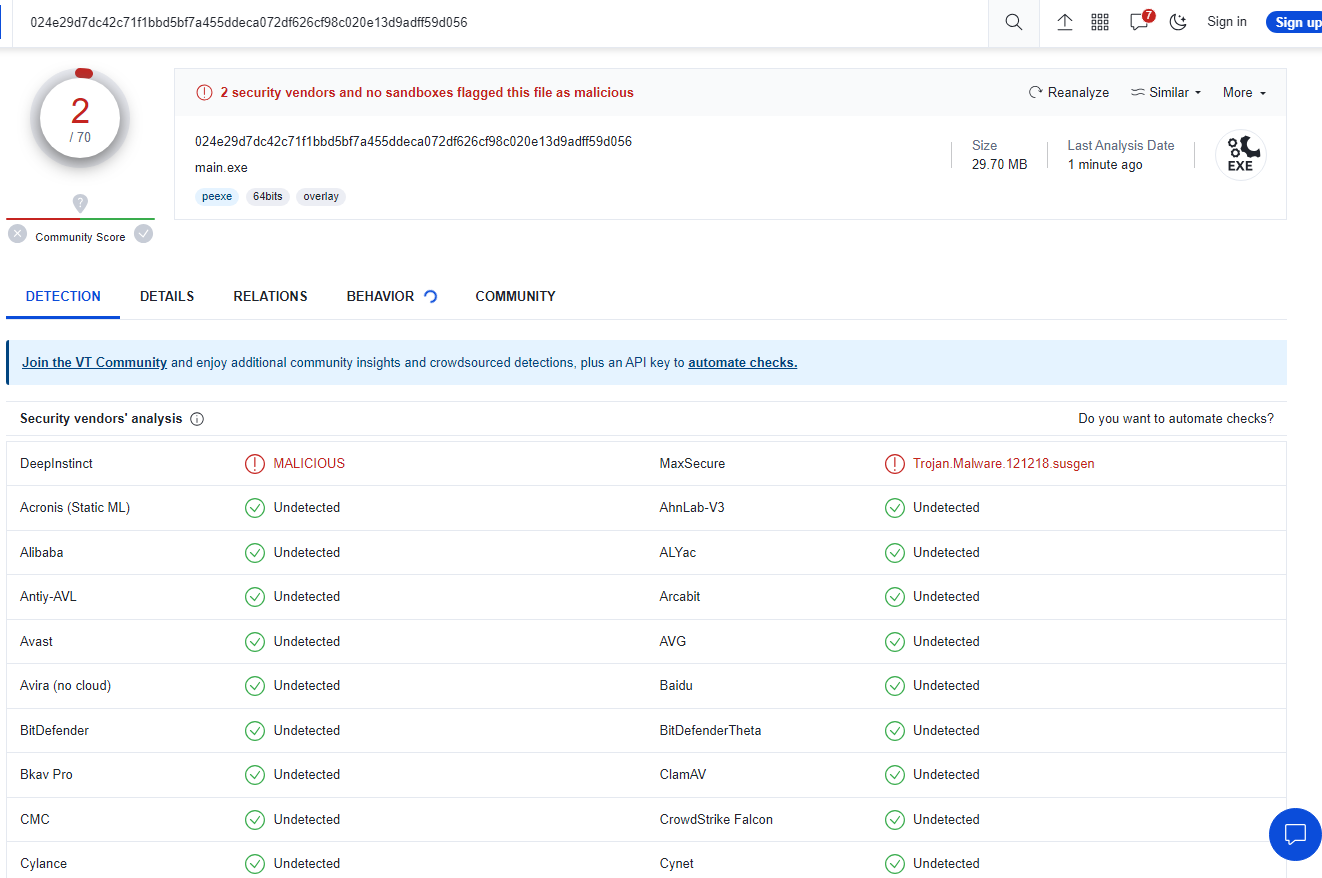 024e29d7dc42c71f1bbd5bf7a455ddeca072df626cf98c020e13d9adff59d056
7
Sign in
Sign up
2
/ 70
2 security vendors and no sandboxes flagged this file as malicious
Reanalyze
Similar
More
024e29d7dc42c71f1bbd5bf7a455ddeca072df626cf98c020e13d9adff59d056
main.exe
peexe
64bits
overlay
Size
29.70 MB
Last Analysis Date
1 minute ago
EXE
?
Community Score
DETECTION
DETAILS
RELATIONS
BEHAVIOR
COMMUNITY
Join the VT Community and enjoy additional community insights and crowdsourced detections, plus an API key to automate checks.
Security vendors' analysis
Do you want to automate checks?
DeepInstinct
MALICIOUS
MaxSecure
Trojan.Malware.121218.susgen
Acronis (Static ML)
Undetected
AhnLab-V3
Undetected
Alibaba
Undetected
ALYac
Undetected
Antiy-AVL
Undetected
Arcabit
Undetected
Avast
Undetected
AVG
Undetected
Avira (no cloud)
Undetected
Baidu
Undetected
BitDefender
Undetected
BitDefenderTheta
Undetected
Bkav Pro
Undetected
ClamAV
Undetected
CMC
Undetected
CrowdStrike Falcon
Undetected
Cylance
Undetected
Cynet
Undetected